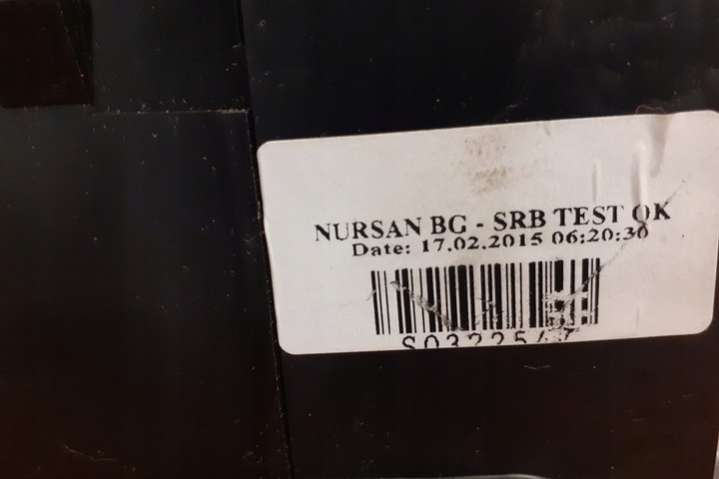 NURSAN BG - SRB TEST OK
Date: 17.02.2015 06:20:30